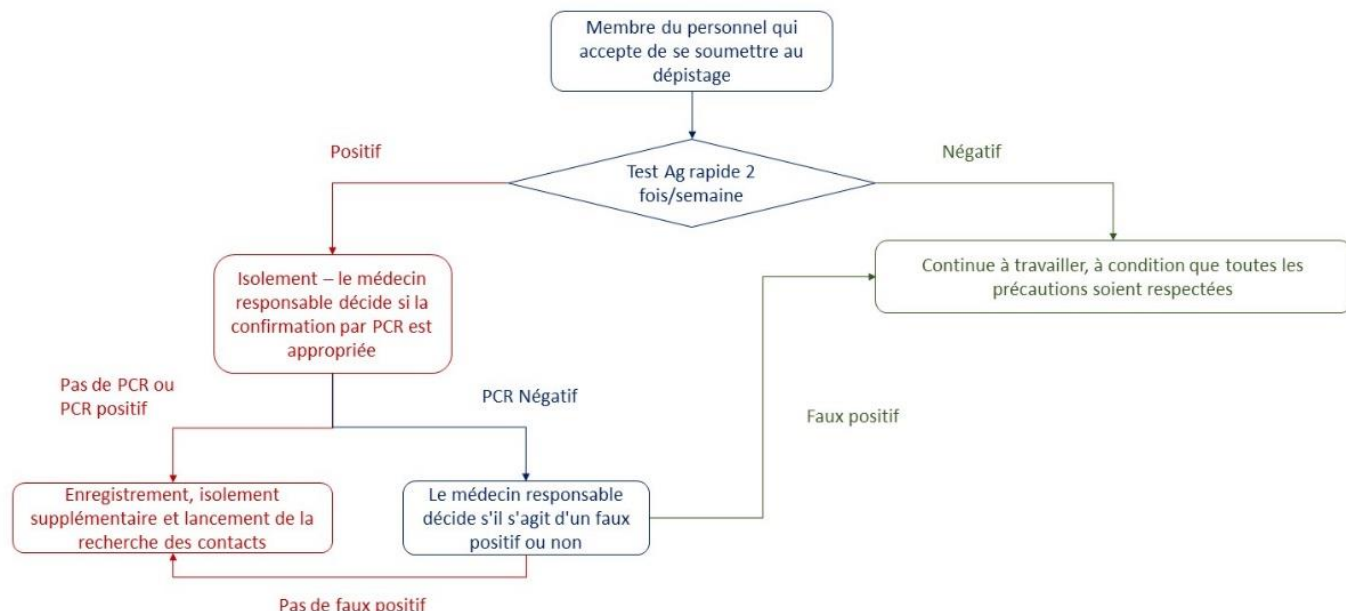 Membre du personnel qui
accepte de se soumettre au
dépistage
Positif
Négatif
Test Ag rapide 2
fois/semaine
Isolement – le médecin
responsable décide si la
confirmation par PCR est
appropriée
Continue à travailler, à condition que toutes les
précautions soient respectées
Pas de PCR ou
PCR positif
PCR Négatif
Faux positif
Enregistrement, isolement
supplémentaire et lancement de la
recherche des contacts
Le médecin responsable
décide s'il s'agit d'un faux
positif ou non
Pas de faux positif